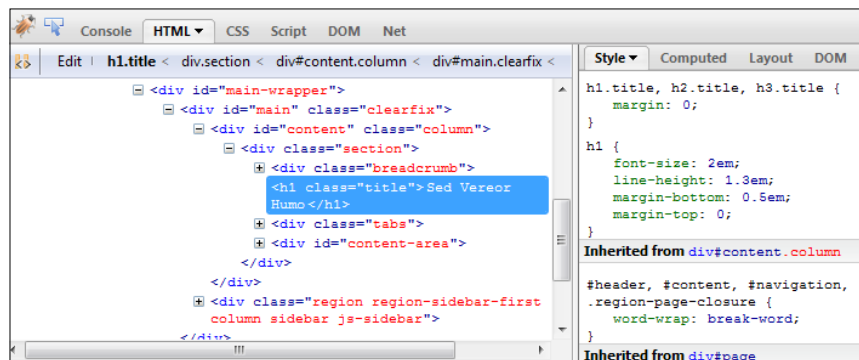 Console HTML CSS Script DOM Net
Edit h1.title < div.section < div#content.column < div#main.clearfix <
<div id="main-wrapper">
<div id="main" class="clearfix">
<div id="content" class="column">
<div class="section">
<div class="breadcrumb">
<h1 class="title">Sed Vereor
Humo</h1>
<div class="tabs">
<div id="content-area">
</div>
</div>
<div class="region region-sidebar-first
column sidebar js-sidebar">
</div>
Style Computed Layout DOM
h1.title, h2.title, h3.title {
margin: 0;
}
h1 {
font-size: 2em;
line-height: 1.3em;
margin-bottom: 0.5em;
margin-top: 0;
}
Inherited from div#content.column
#header, #content, #navigation,
.region-page-closure {
word-wrap: break-word;
}
Inherited from div#page